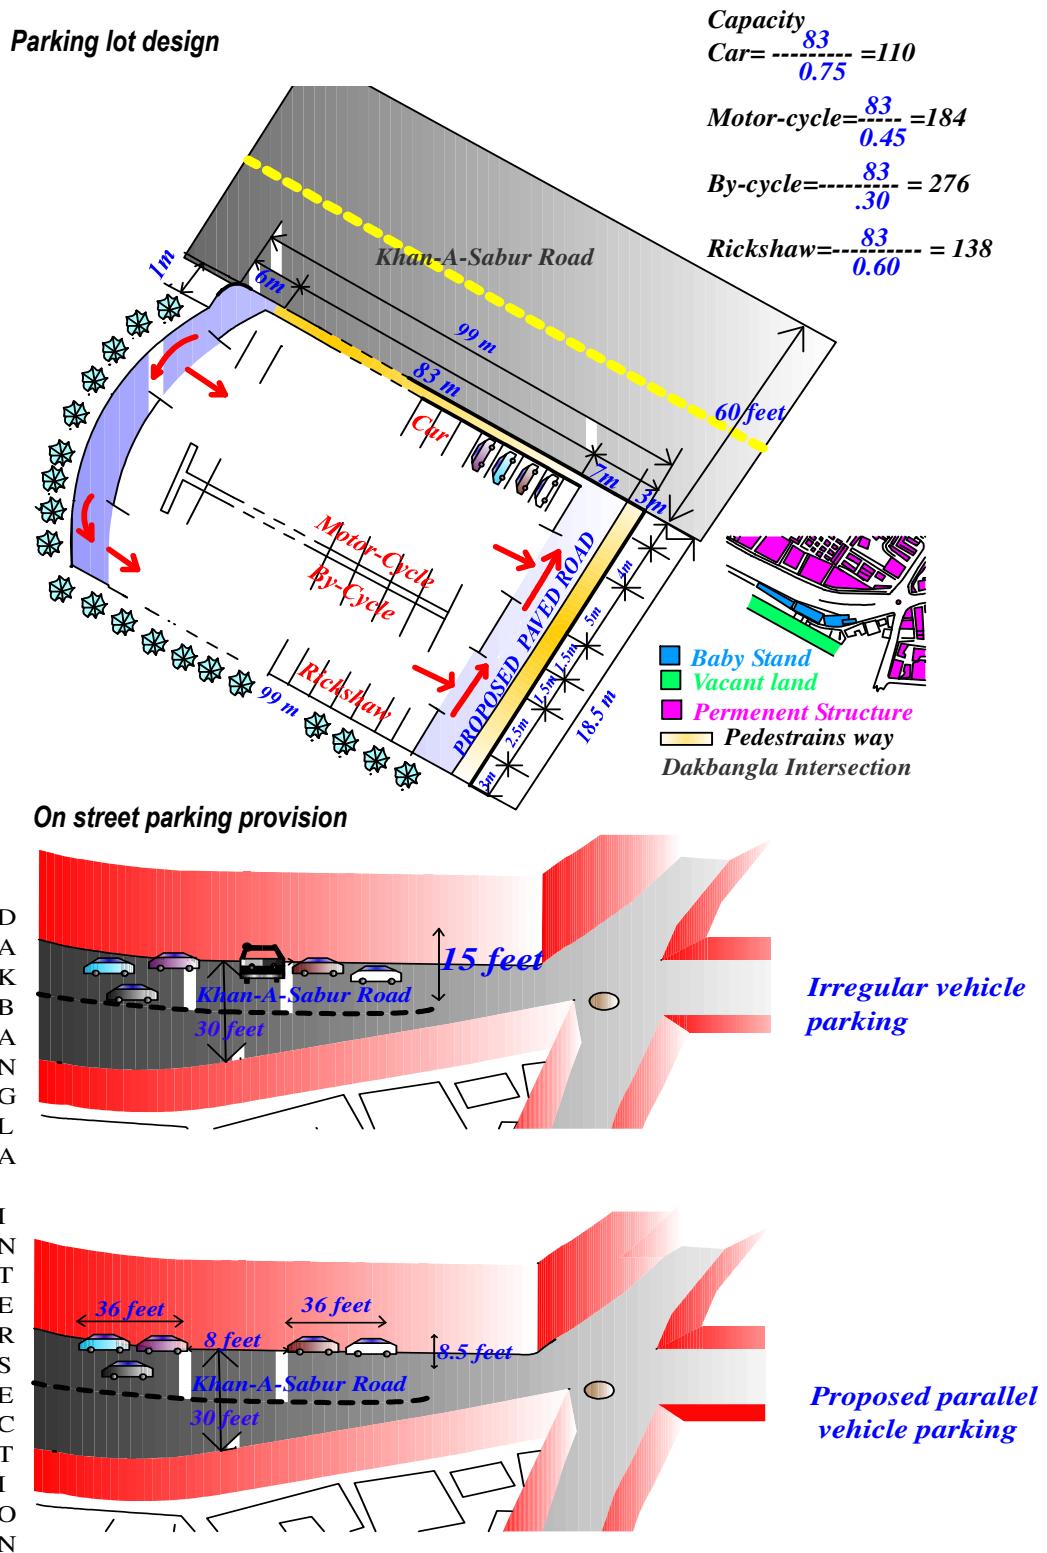 Parking lot design
Capacity
Car= --------- =110
83
0.75
Motor-cycle=----- =184
83
0.45
By-cycle=--------- = 276
83
.30
Rickshaw=---------- = 138
83
0.60
Khan-A-Sabur Road
1m
6m
99 m
83 m
60 feet
Car
7m
3m
Motor-Cycle
By-Cycle
Rickshaw
99 m
PROPOSED PAVED ROAD
4m
5m
1.5m
1.5m
2.5m
3m
18.5 m
Baby Stand
Vacant land
Permenent Structure
Pedestrains way
Dakbangla Intersection
On street parking provision
DAKBANGLA INTERSECTION
15 feet
Khan-A-Sabur Road
30 feet
Irregular vehicle
parking
36 feet
36 feet
8 feet
8.5 feet
Khan-A-Sabur Road
30 feet
Proposed parallel
vehicle parking